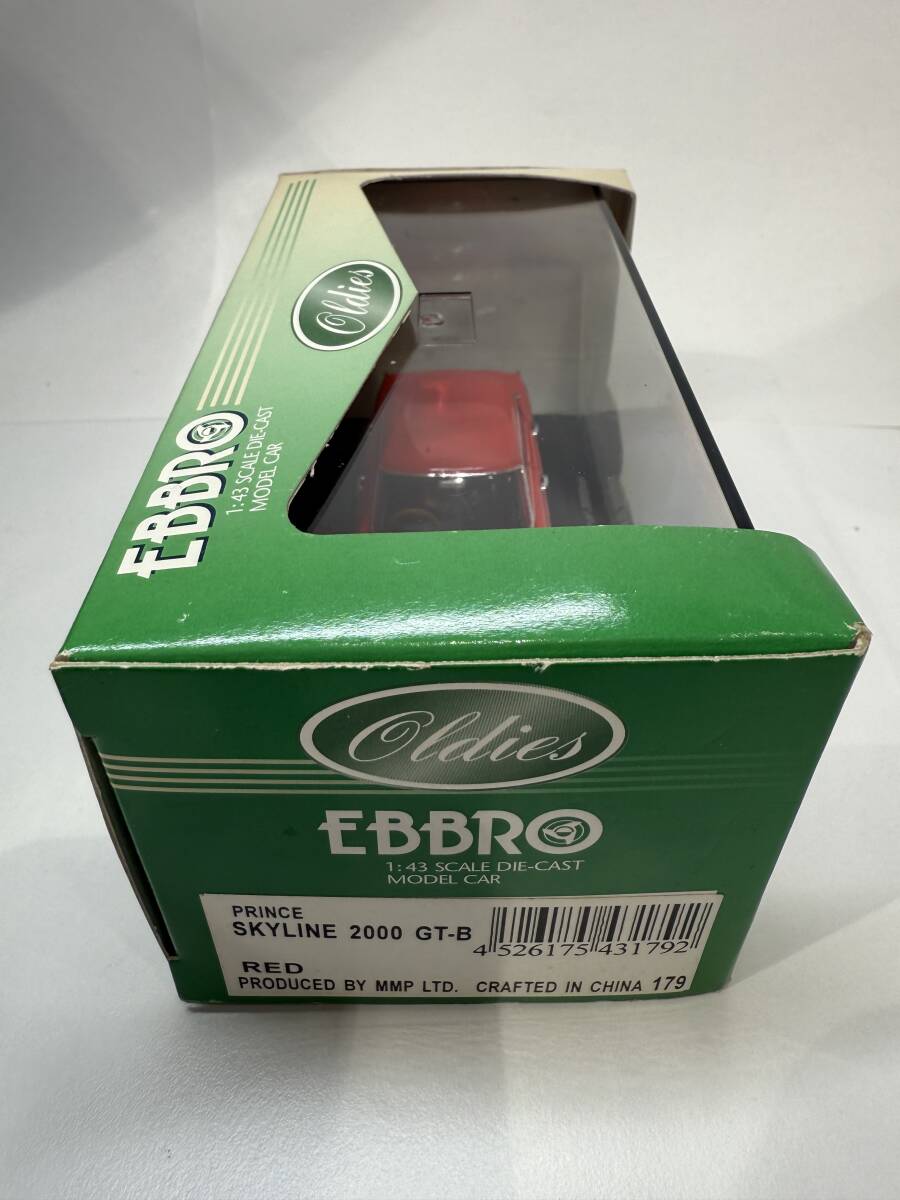 Oldies
EBBRO
1:43 SCALE DIE-CAST
MODEL CAR
Oldies
EBBRO
1:43 SCALE DIE-CAST
MODEL CAR
PRINCE
SKYLINE 2000 GT-B
4 526175 431792
RED
PRODUCED BY MMP LTD. CRAFTED IN CHINA 179